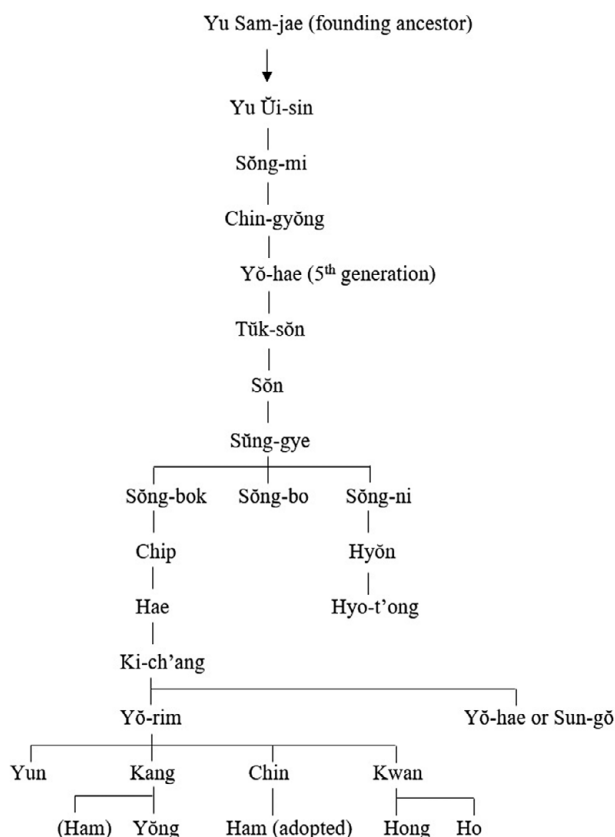 Yu Sam-jae (founding ancestor)
Yu Ŭi-sin
Sŏng-mi
Chin-gyŏng
Yŏ-hae (5th generation)
Tŭk-sŏn
Sŏn
Sŭng-gye
Sŏng-bok Sŏng-bo Sŏng-ni
Chip Hyŏn
Hae Hyo-t’ong
Ki-ch’ang
Yŏ-rim Yŏ-hae or Sun-gŏ
Yun Kang Chin Kwan
(Ham) Yŏng Ham (adopted) Hong Ho